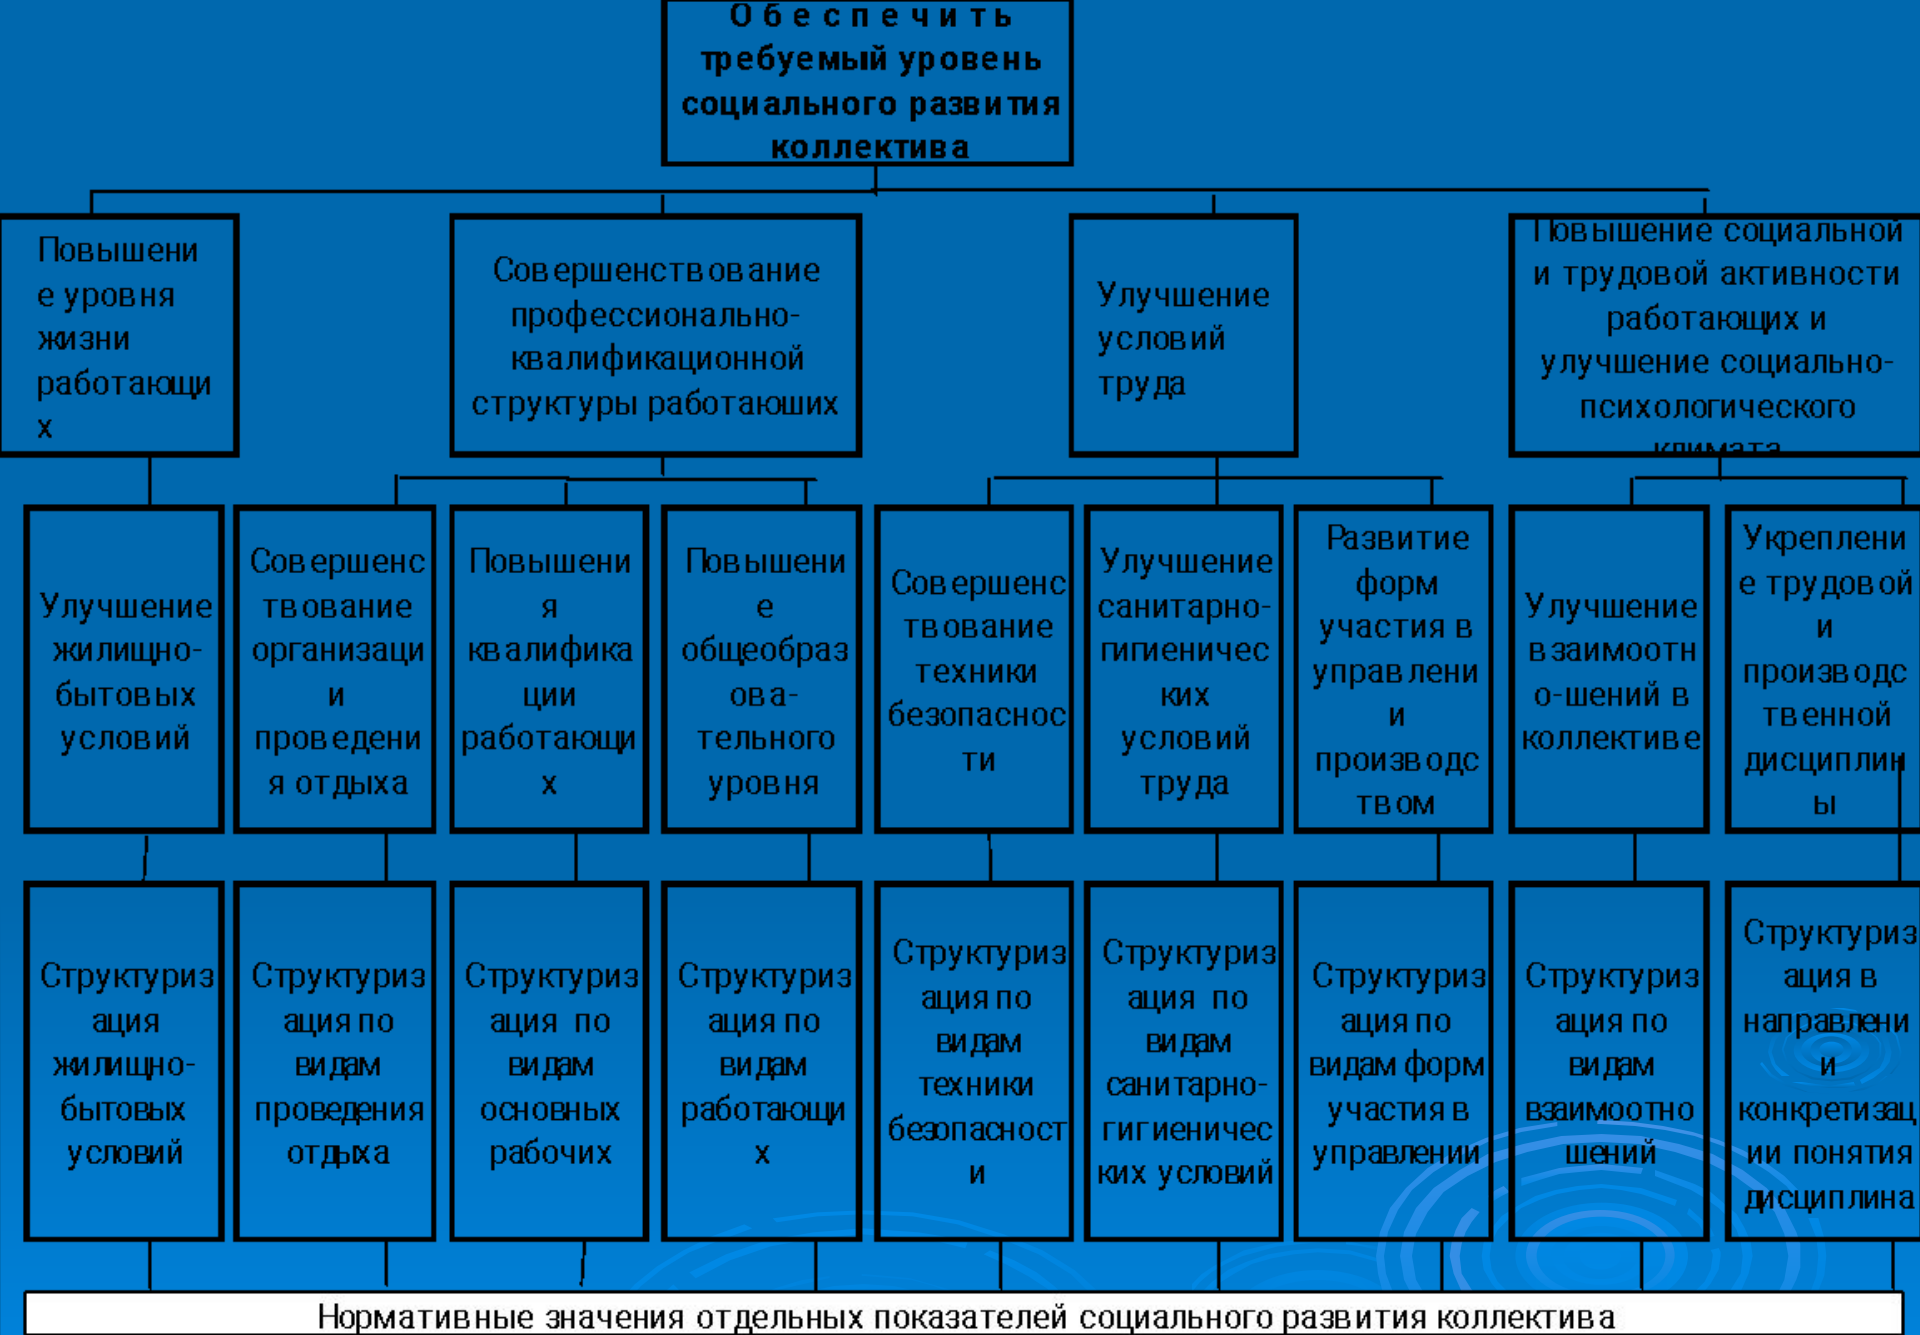 Обеспечить
требуемый уровень
социального развития
коллектива
Повышени
е уровня
жизни
работающи
х
Совершенствование
профессионально-
квалификационной
структуры работаюших
Улучшение
условий
труда
Повышение социальной
и трудовой активности
работающих и
улучшение социально-
психологического
климата
Улучшение
жилищно-
бытовых
условий
Совершенс
твование
организаци
и
проведени
я отдыха
Повышени
я
квалифика
ции
работающи
х
Повышени
е
общеобраз
ова-
тельного
уровня
Совершенс
твование
техники
безопаснос
ти
Улучшение
санитарно-
гигиеничес
ких
условий
труда
Развитие
форм
участия в
управлени
и
производс
твом
Улучшение
взаимоотн
о-шений в
коллективе
Укреплени
е трудовой
и
производс
твенной
дисциплин
ы
Структуриз
ация
жилищно-
бытовых
условий
Структуриз
ация по
видам
проведения
отдыха
Структуриз
ация по
видам
основных
рабочих
Структуриз
ация по
видам
работающи
х
Структуриз
ация по
видам
техники
безопасност
и
Структуриз
ация по
видам
санитарно-
гигиеничес
ких условий
Структуриз
ация по
видам форм
участия в
управлении
Структуриз
ация по
видам
взаимоотно
шений
Структуриз
ация в
направлени
и
конкретизац
ии понятия
дисциплина
Нормативные значения отдельных показателей социального развития коллектива